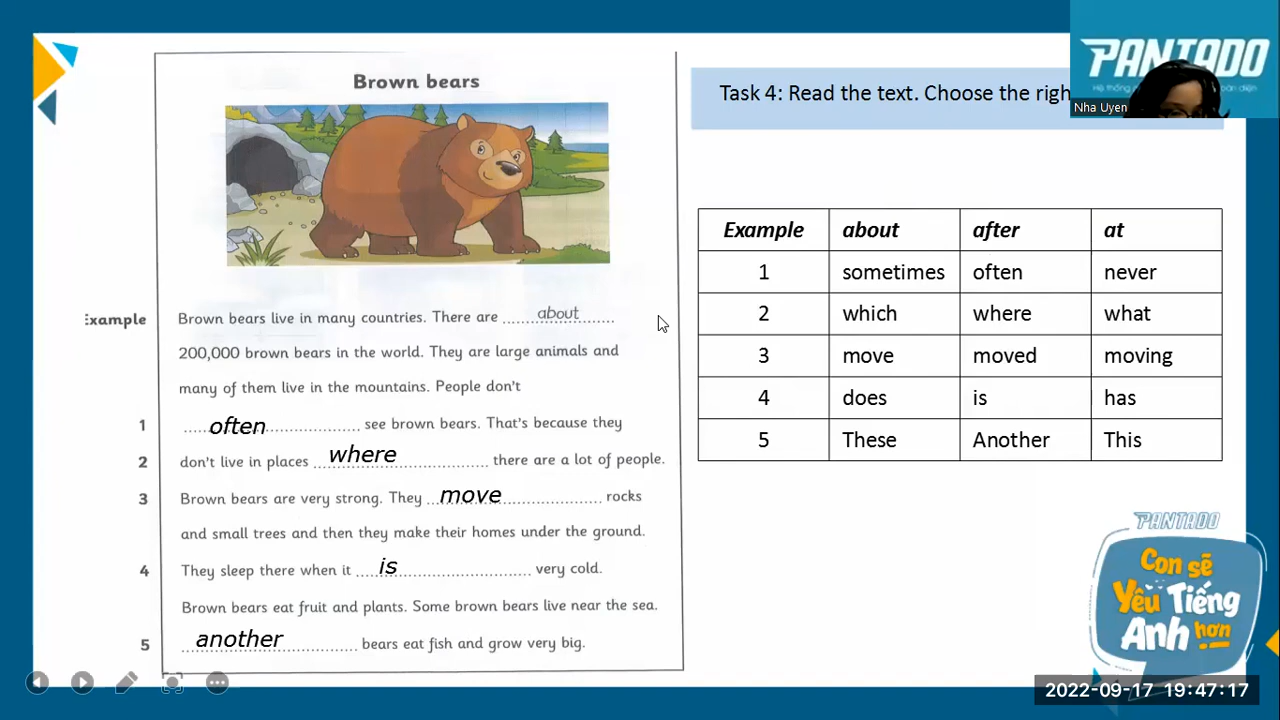 Brown bears
Example
Brown bears live in many countries. There are about
200,000 brown bears in the world. They are large animals and
many of them live in the mountains. People don't
1 often see brown bears. That's because they
2 don't live in places where there are a lot of people.
3 Brown bears are very strong. They move rocks
and small trees and then they make their homes under the ground.
4 They sleep there when it is very cold.
Brown bears eat fruit and plants. Some brown bears live near the sea.
5 another bears eat fish and grow very big.
Task 4: Read the text. Choose the righ
PANTADO
Nha Uyen
Example about after at
1 sometimes often never
2 which where what
3 move moved moving
4 does is has
5 These Another This
PANTADO
Con sẽ
Yêu Tiếng
Anh hơn
2022-09-17 19:47:17